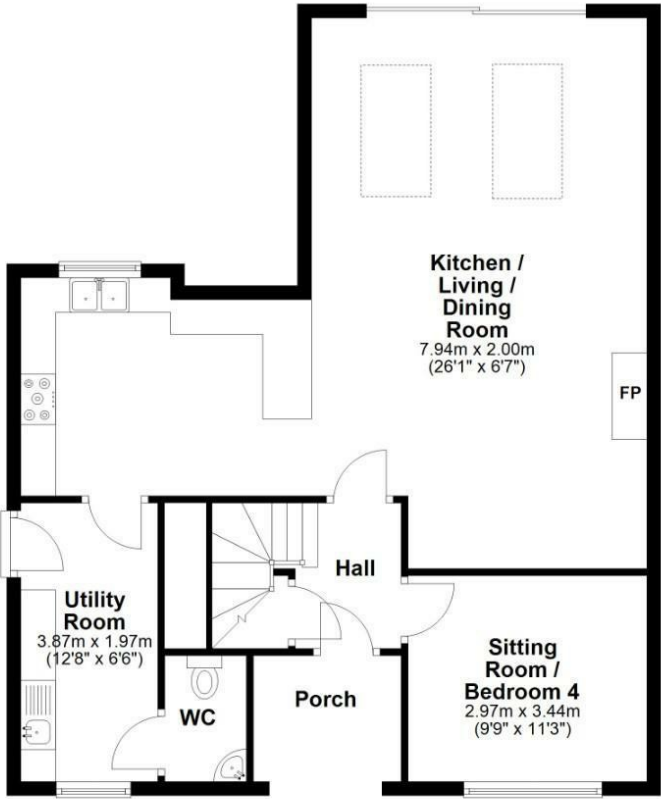 Kitchen /
Living /
Dining
Room
7.94m x 2.00m
(26'1" x 6'7")
FP
Hall
Utility
Room
3.87m x 1.97m
(12'8" x 6'6")
Sitting
Room /
Bedroom 4
2.97m x 3.44m
(9'9" x 11'3")
WC
Porch